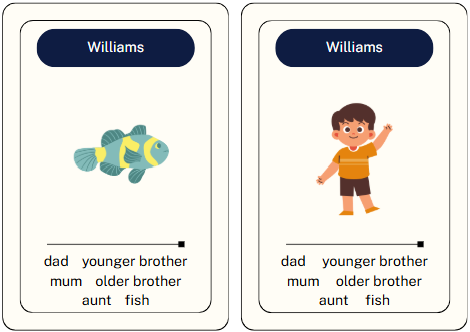 Williams
dad younger brother
mum older brother
aunt fish
Williams
dad younger brother
mum older brother
aunt fish